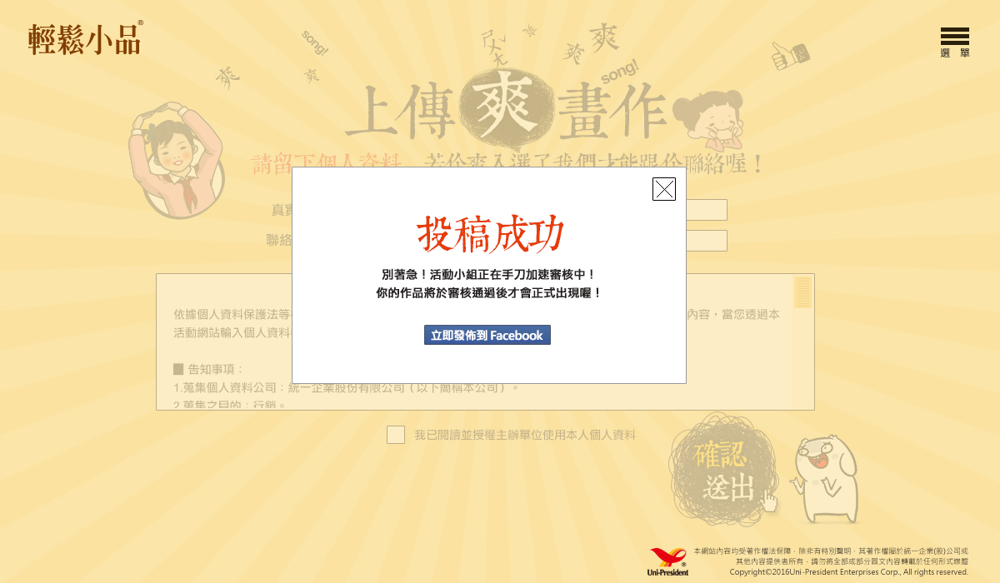 輕鬆小品®
選 單
song!
ㄕㄨㄤ
爽
爽
爽
爽
爽
song!
上傳爽畫作
請留下個人資料 若你爽入選了我們才能跟你聯絡喔！
真實
聯絡
投稿成功
別著急！活動小組正在手刀加速審核中！
你的作品將於審核通過後才會正式出現喔！
立即發佈到 Facebook
依據個人資料保護法等 內容，當您透過本
活動網站輸入個人資料
■ 告知事項：
1.蒐集個人資料公司：統一企業股份有限公司（以下簡稱本公司）。
2.蒐集之目的：行銷。
我已閱讀並授權主辦單位使用本人個人資料
確認
送出
Uni-President®
本網站內容均受著作權法保障，除非有特別聲明，其著作權屬於統一企業(股)公司或
其他內容提供者所有，請勿將全部或部分圖文內容轉載於任何形式媒體
Copyright©2016Uni-President Enterprises Corp., All rights reserved.